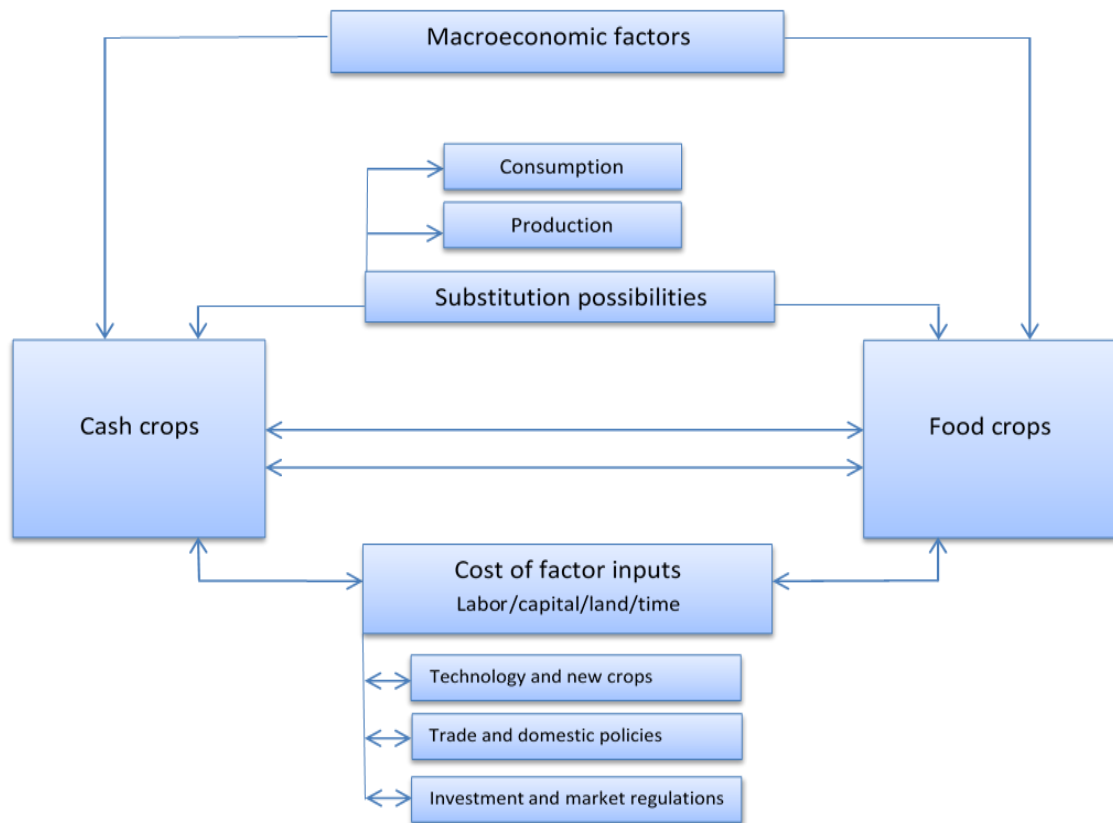 Macroeconomic factors
Consumption
Production
Substitution possibilities
Cash crops
Food crops
Cost of factor inputs
Labor/capital/land/time
Technology and new crops
Trade and domestic policies
Investment and market regulations